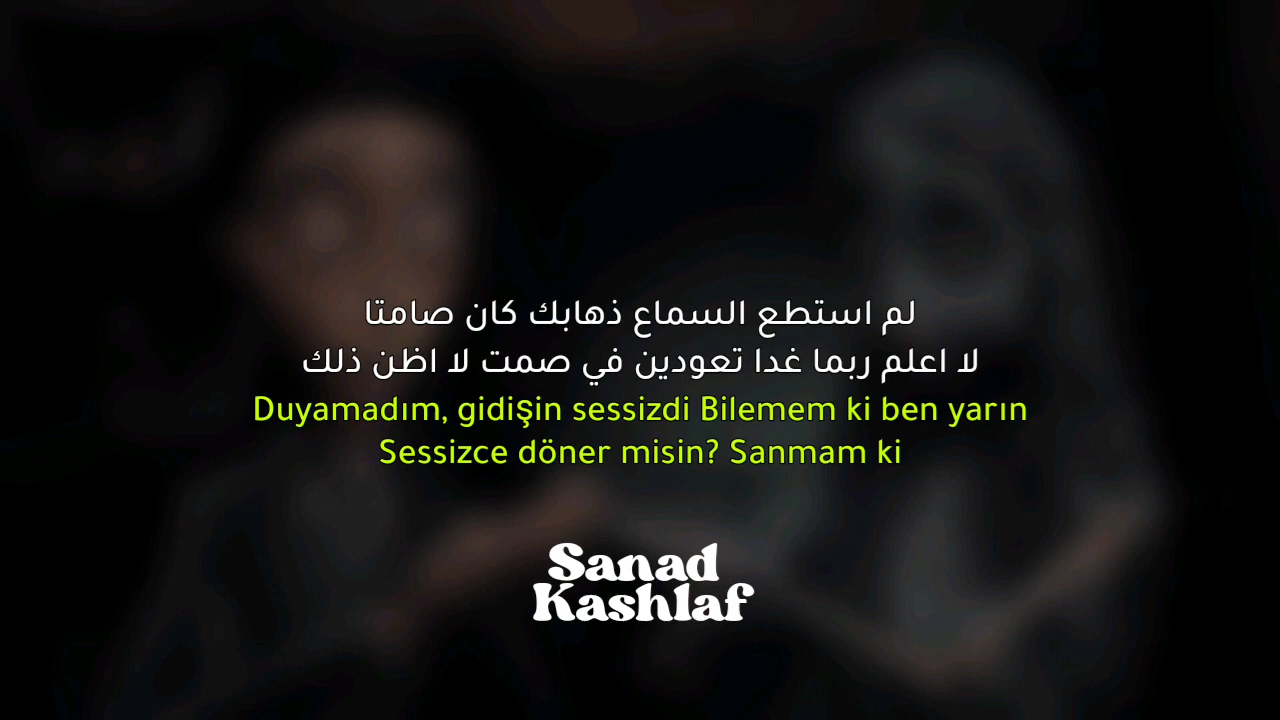 لم استطع السماع ذهابك كان صامتا
لا اعلم ربما غدا تعودين في صمت لا اظن ذلك
Duyamadım, gidişin sessizdi Bilemem ki ben yarın
Sessizce döner misin? Sanmam ki
Sanad
Kashlaf